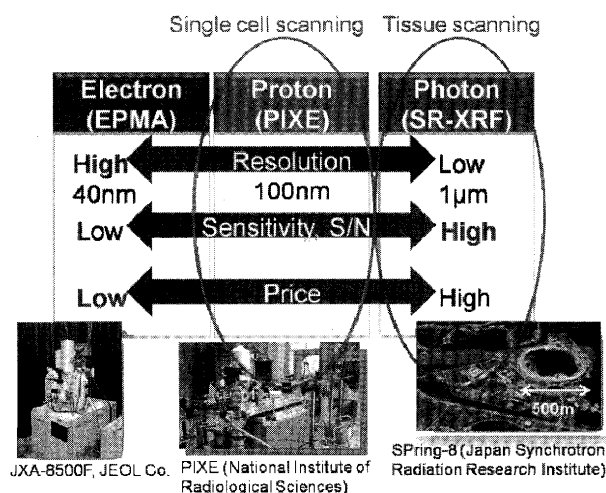 Single cell scanning Tissue scanning
Electron Proton Photon
(EPMA) (PIXE) (SR-XRF)
High Resolution Low
40nm 100nm 1μm
Low Sensitivity, S/N High
Low Price High
500m
JXA-8500F, JEOL Co.
PIXE (National Institute of
Radiological Sciences)
SPring-8 (Japan Synchrotron
Radiation Research Institute)